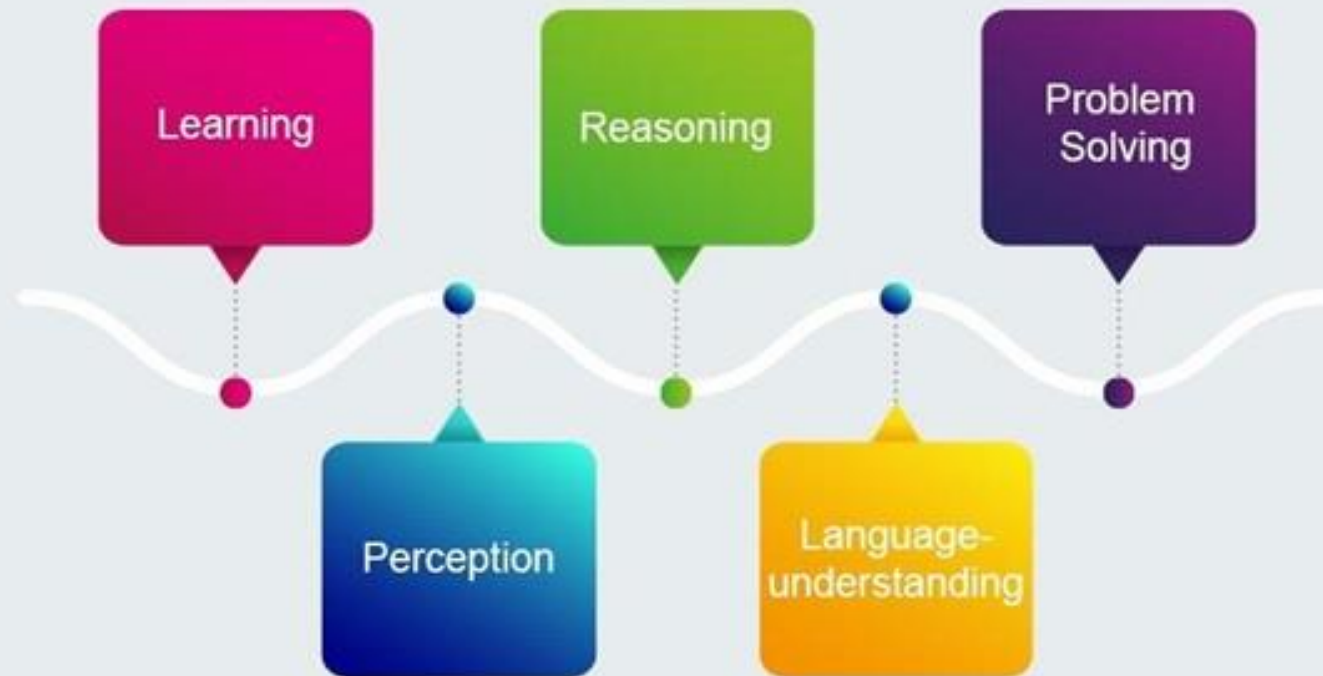 Learning
Perception
Reasoning
Language-
understanding
Problem
Solving